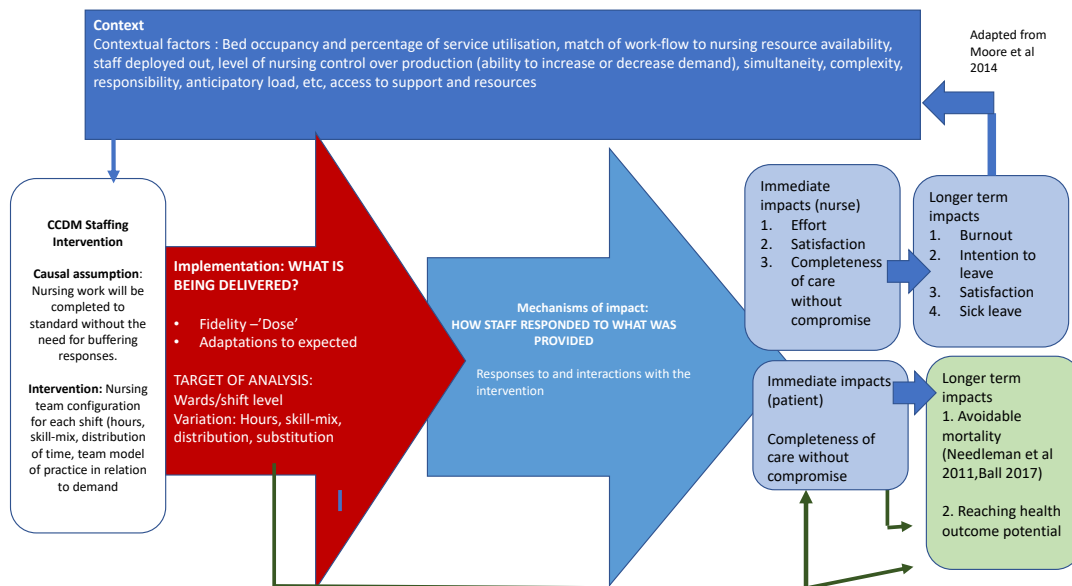 Context
Contextual factors : Bed occupancy and percentage of service utilisation, match of work-flow to nursing resource availability,
staff deployed out, level of nursing control over production (ability to increase or decrease demand), simultaneity, complexity,
responsibility, anticipatory load, etc, access to support and resources
Adapted from
Moore et al
2014
CCDM Staffing
Intervention
Causal assumption:
Nursing work will be
completed to
standard without the
need for buffering
responses.
Intervention: Nursing
team configuration
for each shift (hours,
skill-mix, distribution
of time, team model
of practice in relation
to demand
Implementation: WHAT IS
BEING DELIVERED?
• Fidelity –’Dose’
• Adaptations to expected
TARGET OF ANALYSIS:
Wards/shift level
Variation: Hours, skill-mix,
distribution, substitution
Mechanisms of impact:
HOW STAFF RESPONDED TO WHAT WAS
PROVIDED
Responses to and interactions with the
intervention
Immediate
impacts (nurse)
1. Effort
2. Satisfaction
3. Completeness
of care
without
compromise
Longer term
impacts
1. Burnout
2. Intention to
leave
3. Satisfaction
4. Sick leave
Immediate impacts
(patient)
Completeness of
care without
compromise
Longer term
impacts
1. Avoidable
mortality
(Needleman et al
2011,Ball 2017)
2. Reaching health
outcome potential